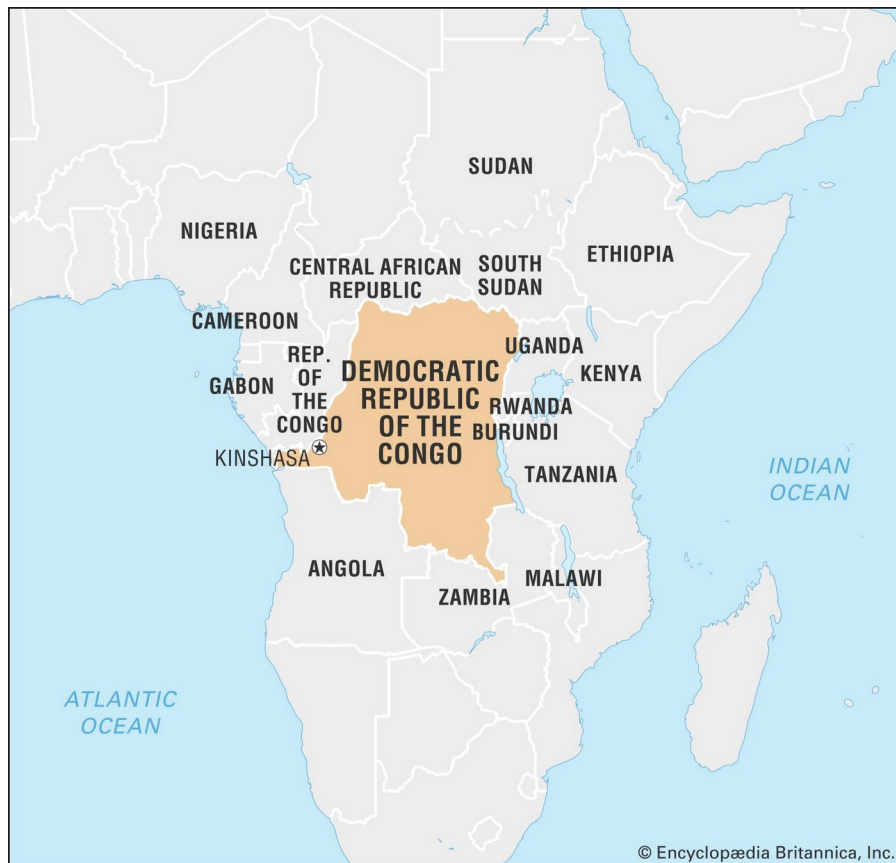 SUDAN
NIGERIA
ETHIOPIA
CENTRAL AFRICAN
REPUBLIC
SOUTH
SUDAN
CAMEROON
UGANDA
KENYA
REP.
OF
THE
CONGO
GABON
DEMOCRATIC
REPUBLIC
OF THE
CONGO
RWANDA
BURUNDI
KINSHASA
TANZANIA
INDIAN
OCEAN
ANGOLA
ZAMBIA
MALAWI
ATLANTIC
OCEAN
© Encyclopædia Britannica, Inc.